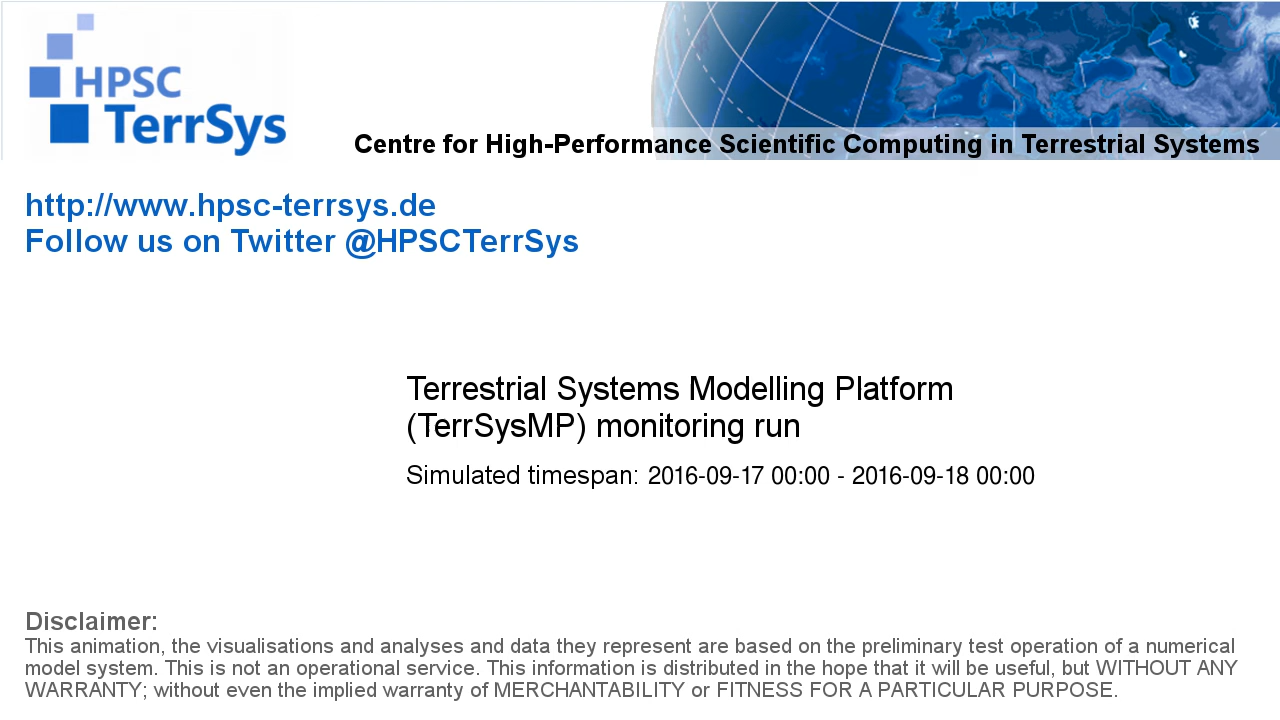 HPSC
TerrSys
Centre for High-Performance Scientific Computing in Terrestrial Systems
http://www.hpsc-terrsys.de
Follow us on Twitter @HPSCTerrSys
Terrestrial Systems Modelling Platform
(TerrSysMP) monitoring run
Simulated timespan: 2016-09-17 00:00 - 2016-09-18 00:00
Disclaimer:
This animation, the visualisations and analyses and data they represent are based on the preliminary test operation of a numerical
model system. This is not an operational service. This information is distributed in the hope that it will be useful, but WITHOUT ANY
WARRANTY; without even the implied warranty of MERCHANTABILITY or FITNESS FOR A PARTICULAR PURPOSE.